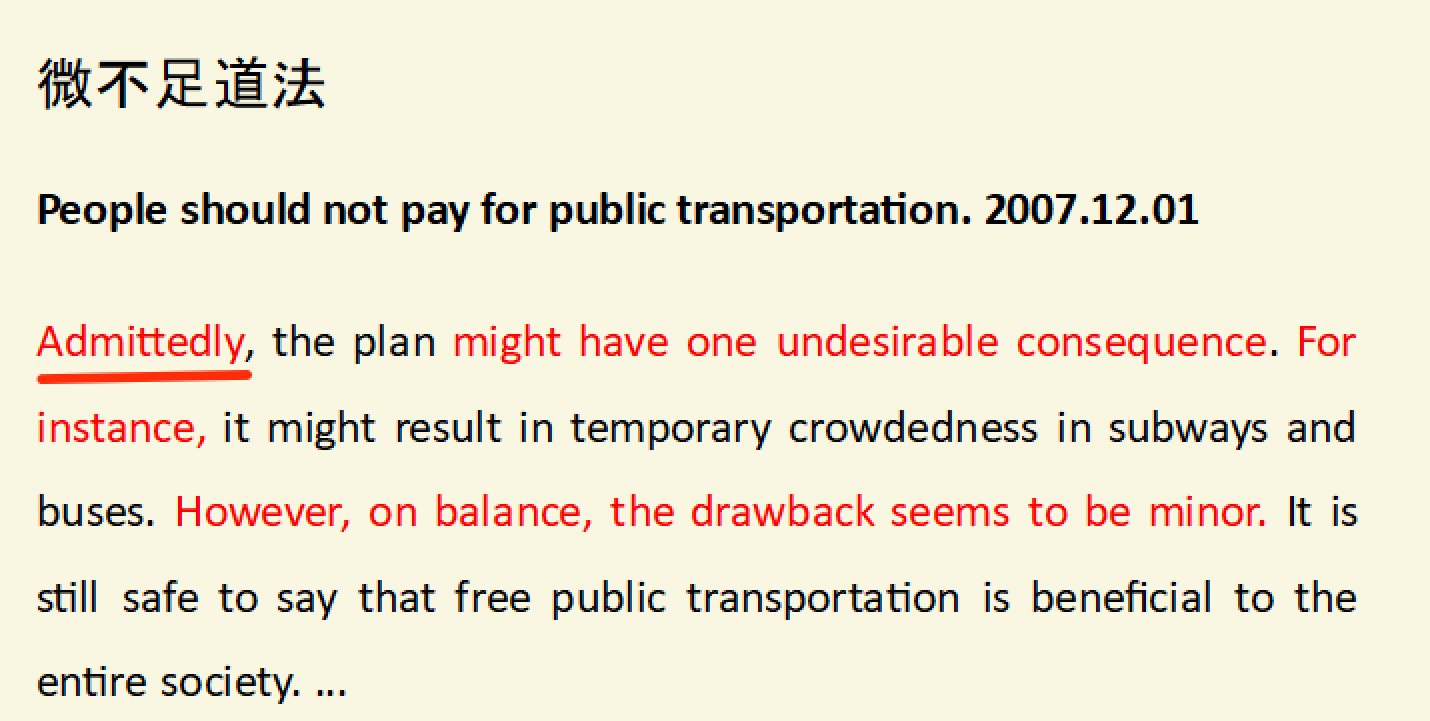 微不足道法
People should not pay for public transportation. 2007.12.01
Admittedly, the plan might have one undesirable consequence. For
instance, it might result in temporary crowdedness in subways and
buses. However, on balance, the drawback seems to be minor. It is
still safe to say that free public transportation is beneficial to the
entire society. ...